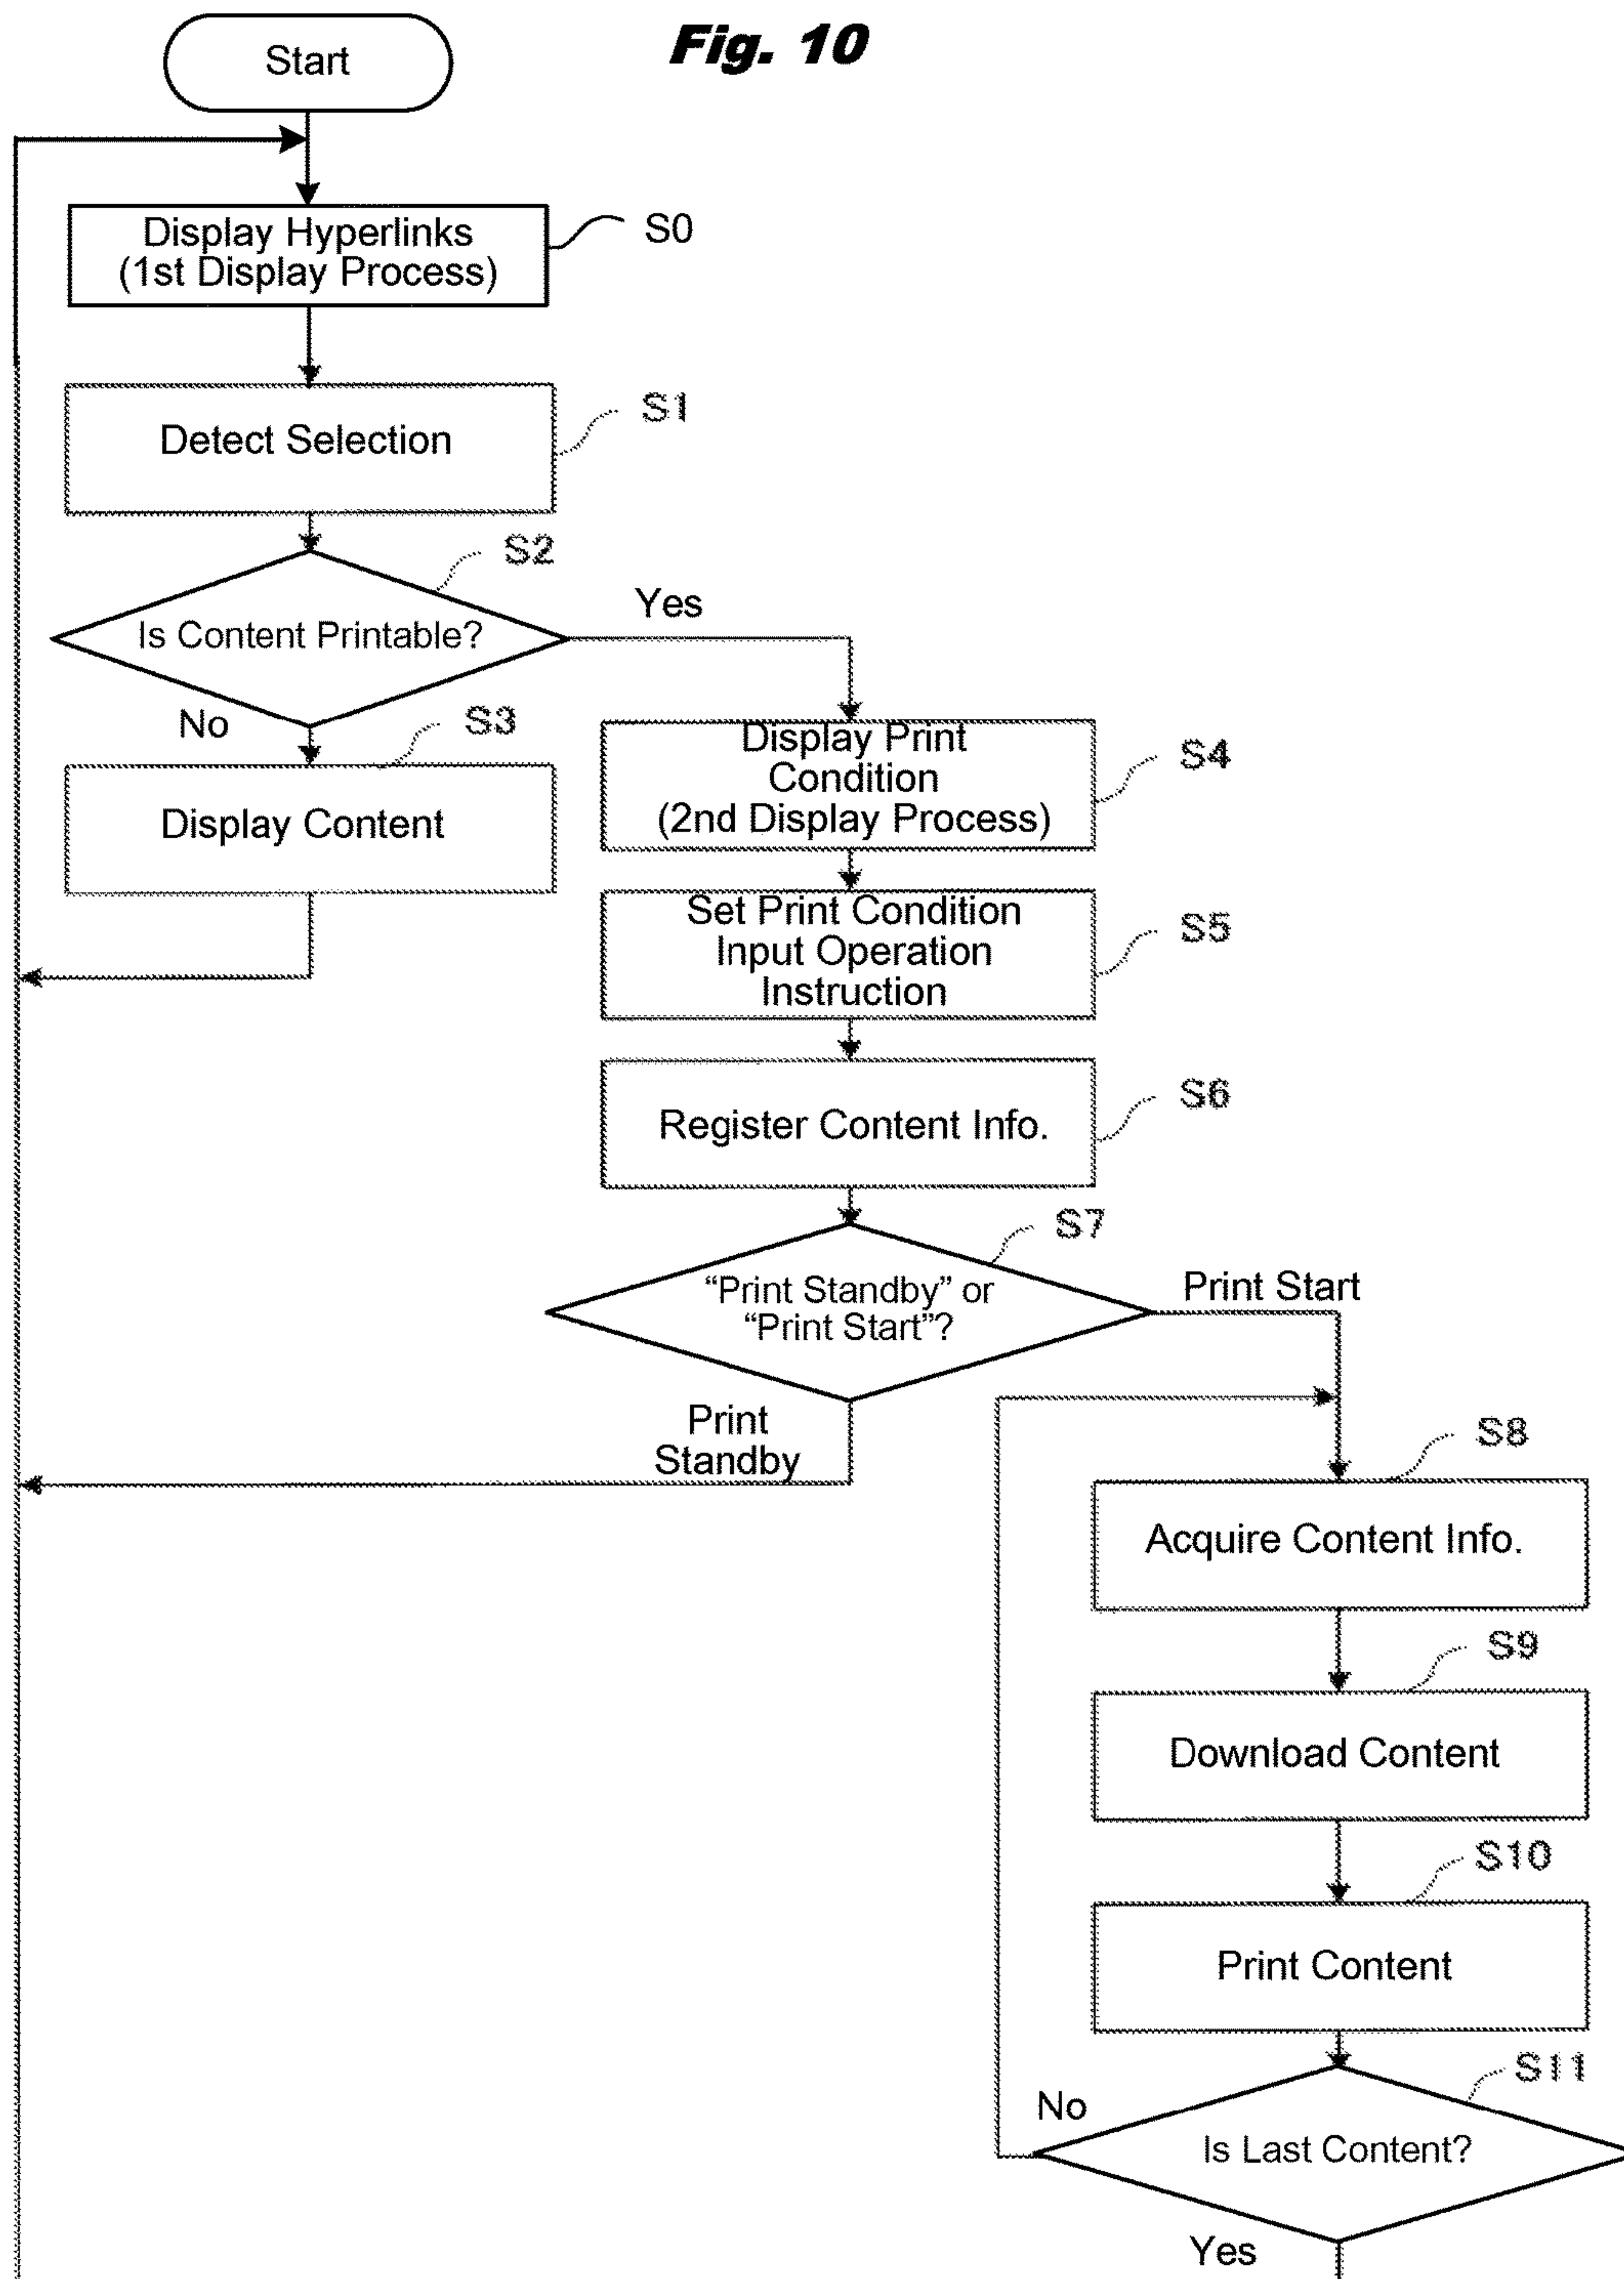 Fig. 10
Start
Display Hyperlinks
(1st Display Process)
S0
Detect Selection
S1
S2
Is Content Printable?
Yes
No
S3
Display Content
Display Print
Condition
(2nd Display Process)
S4
Set Print Condition
Input Operation
Instruction
S5
Register Content Info.
S6
S7
“Print Standby” or
“Print Start”?
Print Start
Print
Standby
S8
Acquire Content Info.
S9
Download Content
S10
Print Content
S11
No
Is Last Content?
Yes